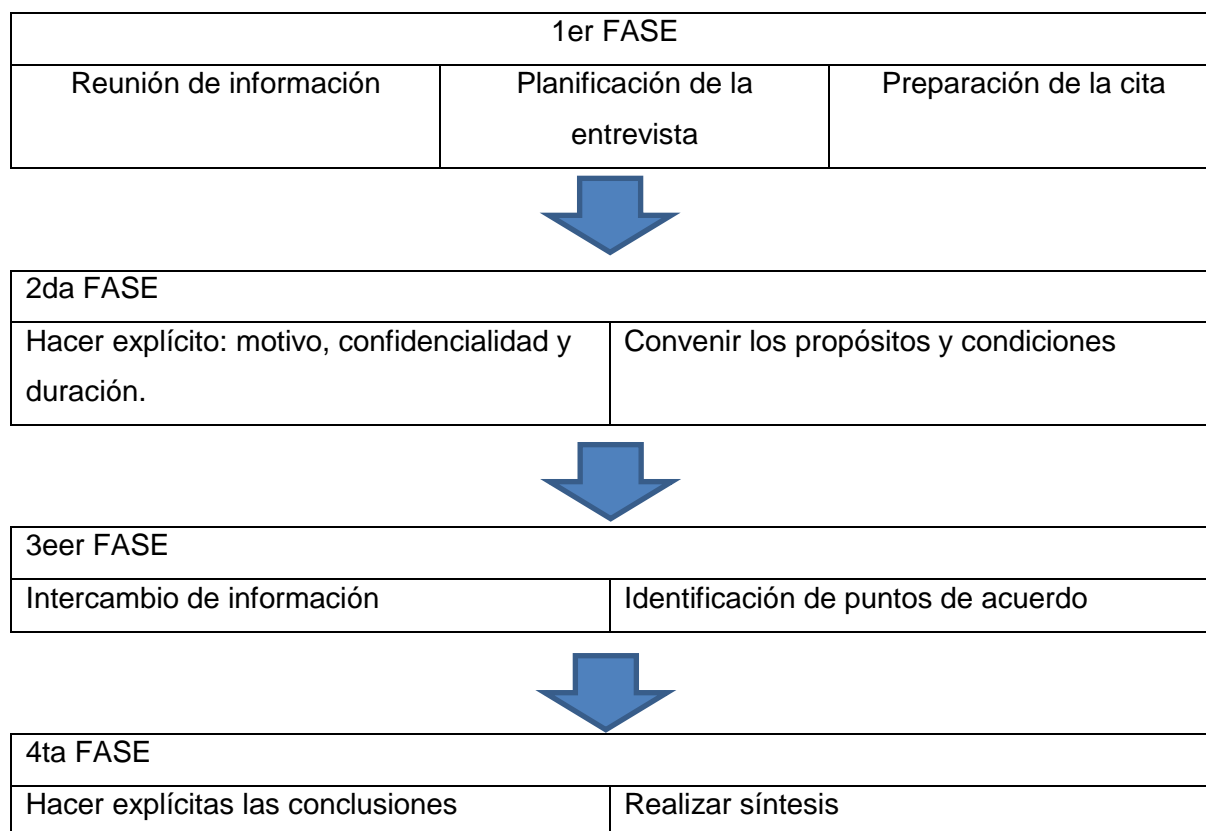 1er FASE
Reunión de información
Planificación de la
entrevista
Preparación de la cita
2da FASE
Hacer explícito: motivo, confidencialidad y
duración.
Convenir los propósitos y condiciones
3eer FASE
Intercambio de información
Identificación de puntos de acuerdo
4ta FASE
Hacer explícitas las conclusiones
Realizar síntesis